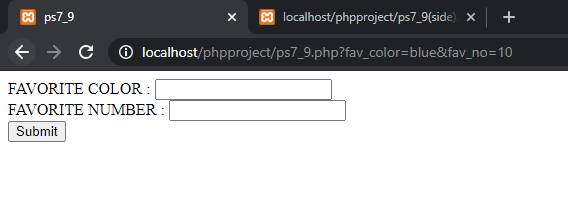 ps7_9
localhost/phpproject/ps7_9(side)
localhost/phpproject/ps7_9.php?fav_color=blue&fav_no=10
FAVORITE COLOR :
FAVORITE NUMBER :
Submit